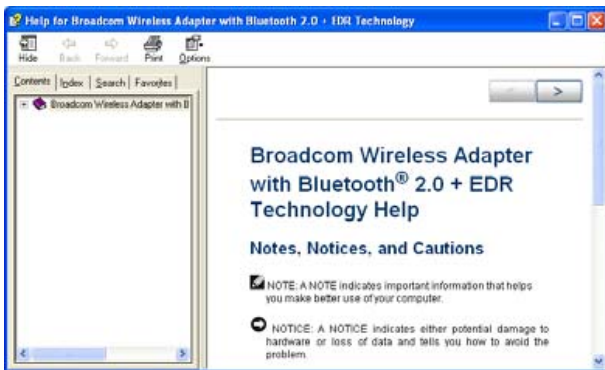 Help for Broadcom Wireless Adapter with Bluetooth 2.0 + EDR Technology
Hide Back Forward Print Options
Contents Index Search Favorites
Broadcom Wireless Adapter with B
>
Broadcom Wireless Adapter
with Bluetooth® 2.0 + EDR
Technology Help
Notes, Notices, and Cautions
NOTE: A NOTE indicates important information that helps
you make better use of your computer.
NOTICE: A NOTICE indicates either potential damage to
hardware or loss of data and tells you how to avoid the
problem.